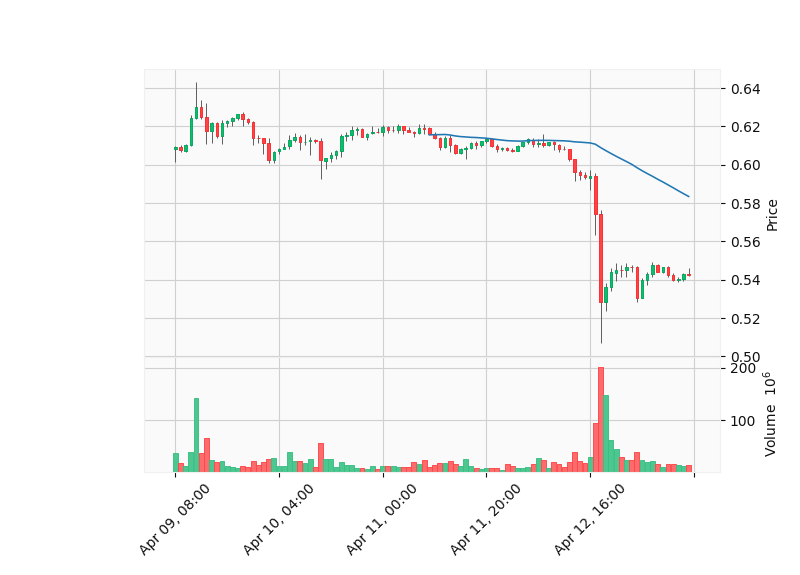 0.64
0.62
0.60
0.58
0.56
0.54
0.52
0.50
Price
200
100
Volume 10^6
Apr 09, 08:00
Apr 10, 04:00
Apr 11, 00:00
Apr 11, 20:00
Apr 12, 16:00